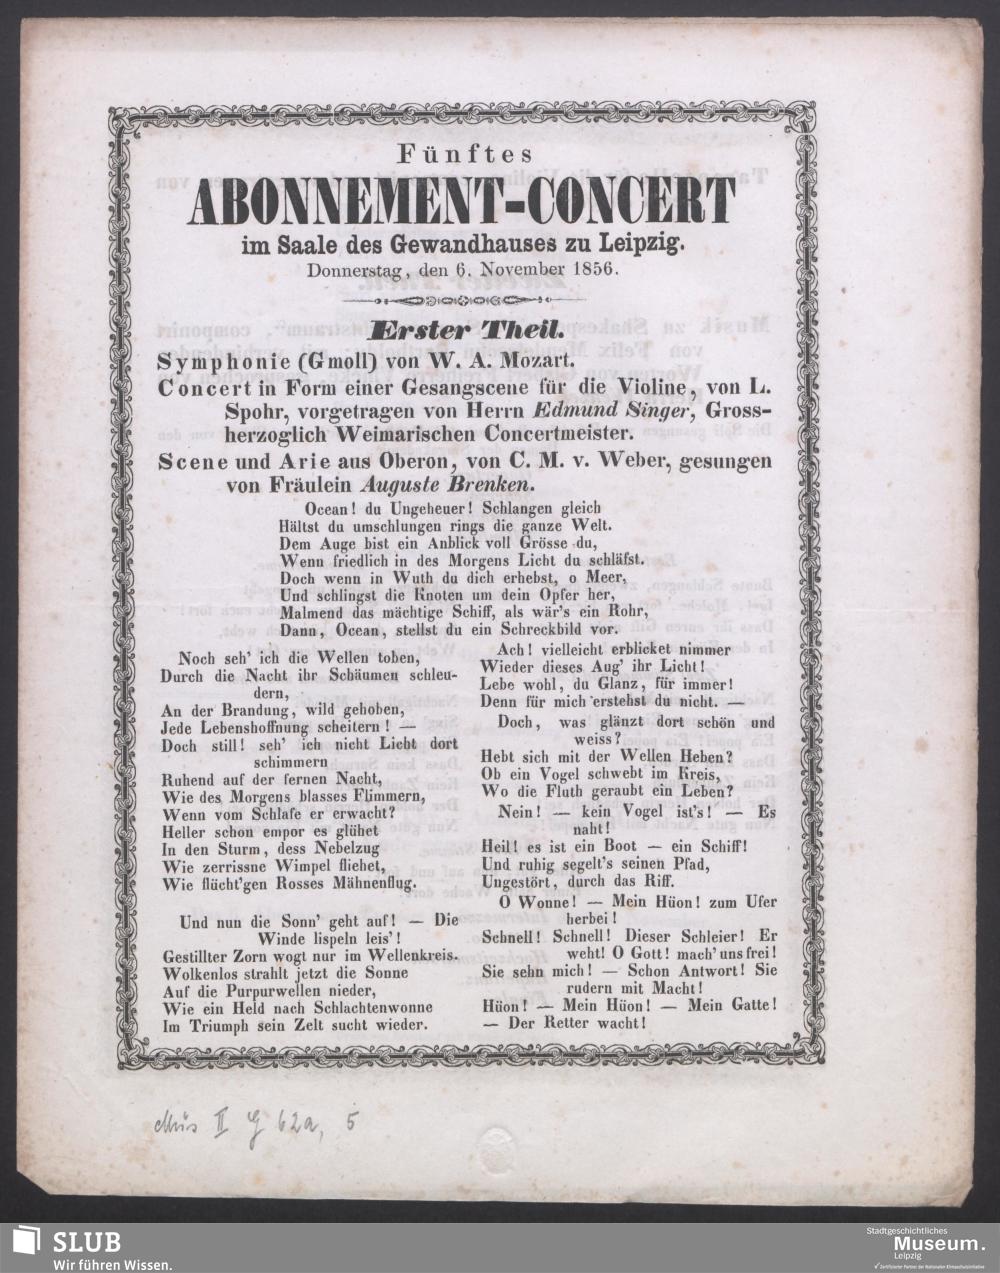 Fünftes
ABONNEMENT-CONCERT
im Saale des Gewandhauses zu Leipzig.
Donnerstag, den 6. November 1856.
Erster Theil.
Symphonie (Gmoll) von W. A. Mozart.
Concert in Form einer Gesangscene für die Violine, von L.
Spohr, vorgetragen von Herrn Edmund Singer, Gross-
herzoglich Weimarischen Concertmeister.
Scene und Arie aus Oberon, von C. M. v. Weber, gesungen
von Fräulein Auguste Brenken.
Ocean! du Ungeheuer! Schlangen gleich
Hältst du umschlungen rings die ganze Welt.
Dem Auge bist ein Anblick voll Grösse du,
Wenn friedlich in des Morgens Licht du schläfst.
Doch wenn in Wuth du dich erhebst, o Meer,
Und schlingst die Knoten um dein Opfer her,
Malmend das mächtige Schiff, als wär's ein Rohr,
Dann, Ocean, stellst du ein Schreckbild vor.
Noch seh' ich die Wellen toben,
Durch die Nacht ihr Schäumen schleu-
dern,
An der Brandung, wild gehoben,
Jede Lebenshoffnung scheitern! —
Doch still! seh' ich nicht Licht dort
schimmern
Ruhend auf der fernen Nacht,
Wie des Morgens blasses Flimmern,
Wenn vom Schlafe er erwacht?
Heller schon empor es glühet
In den Sturm, dess Nebelzug
Wie zerrissne Wimpel fliehet,
Wie flücht'gen Rosses Mähnenflug.
Und nun die Sonn' geht auf! — Die
Winde lispeln leis'!
Gestillter Zorn wogt nur im Wellenkreis.
Wolkenlos strahlt jetzt die Sonne
Auf die Purpurwellen nieder,
Wie ein Held nach Schlachtenwonne
Im Triumph sein Zelt sucht wieder.
Ach! vielleicht erblicket nimmer
Wieder dieses Aug' ihr Licht!
Lebe wohl, du Glanz, für immer!
Denn für mich erstehst du nicht. —
Doch, was glänzt dort schön und
weiss?
Hebt sich mit der Wellen Heben?
Ob ein Vogel schwebt im Kreis,
Wo die Fluth geraubt ein Leben?
Nein! — kein Vogel ist's! — Es
naht!
Heil! es ist ein Boot — ein Schiff!
Und ruhig segelt's seinen Pfad,
Ungestört, durch das Riff.
O Wonne! — Mein Hüon! zum Ufer
herbei!
Schnell! Schnell! Dieser Schleier! Er
weht! O Gott! mach' uns frei!
Sie sehn mich! — Schon Antwort! Sie
rudern mit Macht!
Hüon! — Mein Hüon! — Mein Gatte!
— Der Retter wacht!
Mus II G 62a, 5
SLUB
Wir führen Wissen.
Stadtgeschichtliches
Museum.
Leipzig
Zertifizierter Partner der Nationalen Klimaschutzinitiative